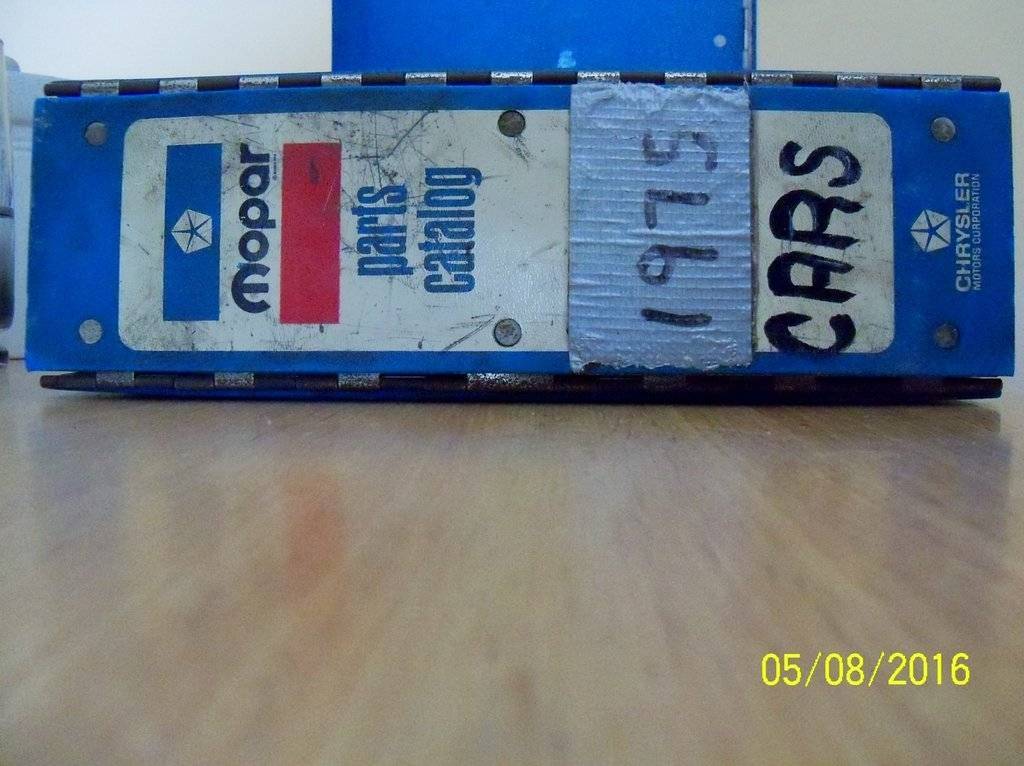 mopar
parts
catalog
1975
CARS
CHRYSLER
MOTORS CORPORATION
05/08/2016